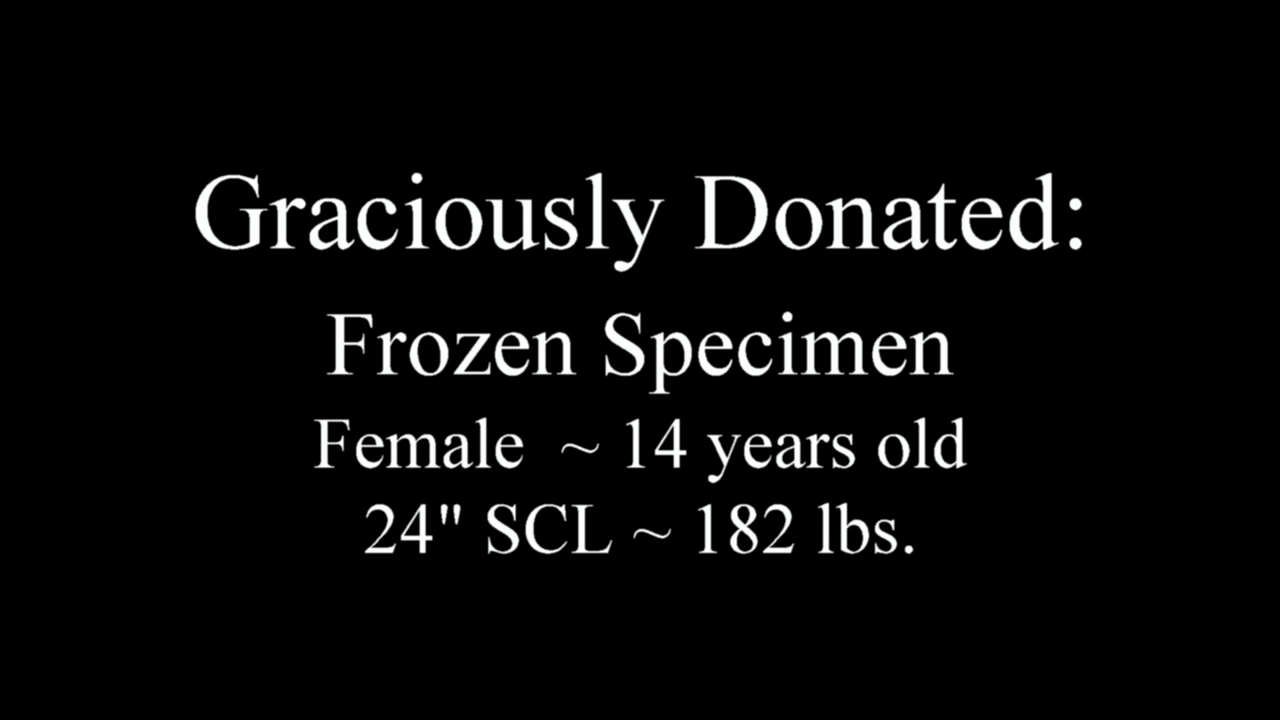 Graciously Donated:
Frozen Specimen
Female ~ 14 years old
24" SCL ~ 182 lbs.